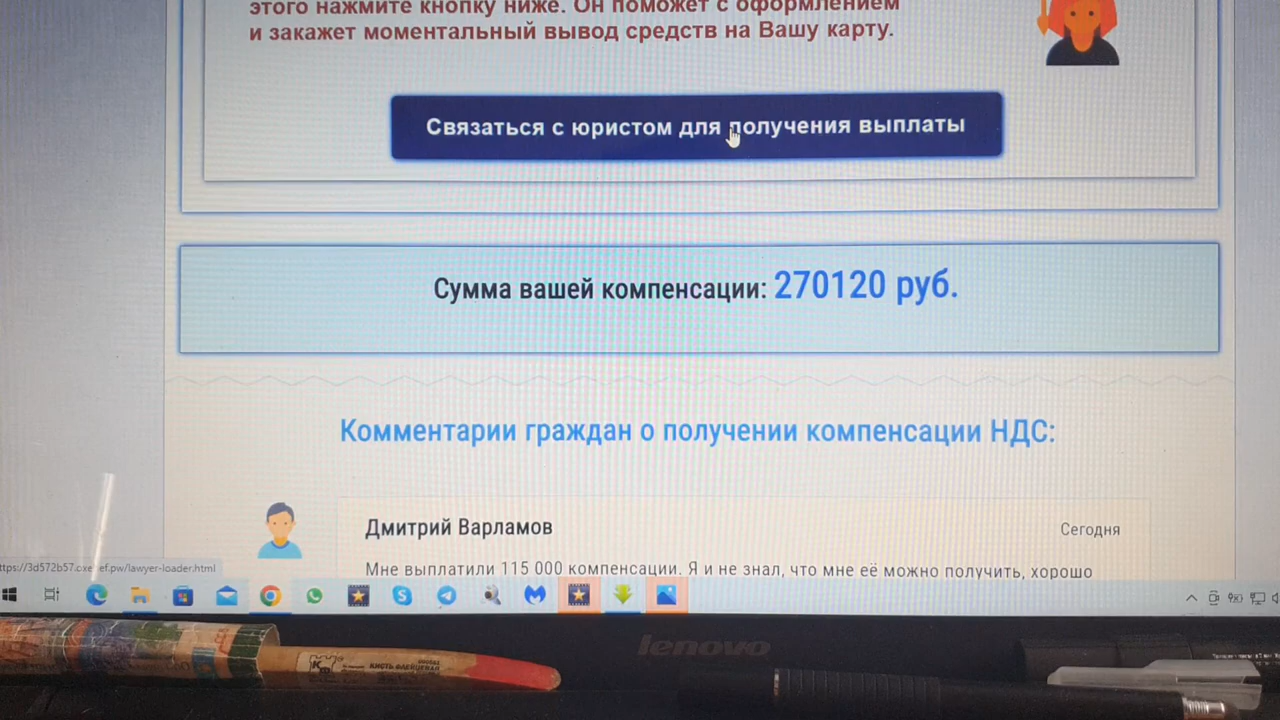 этого нажмите кнопку ниже. Он поможет с оформлением
и закажет моментальный вывод средств на Вашу карту.
Связаться с юристом для получения выплаты
Сумма вашей компенсации: 270120 руб.
Комментарии граждан о получении компенсации НДС:
Дмитрий Варламов
Сегодня
Мне выплатили 115 000 компенсации. Я и не знал, что мне её можно получить, хорошо
lenovo
КИСТЬ ФЛЕЙЦЕВАЯ